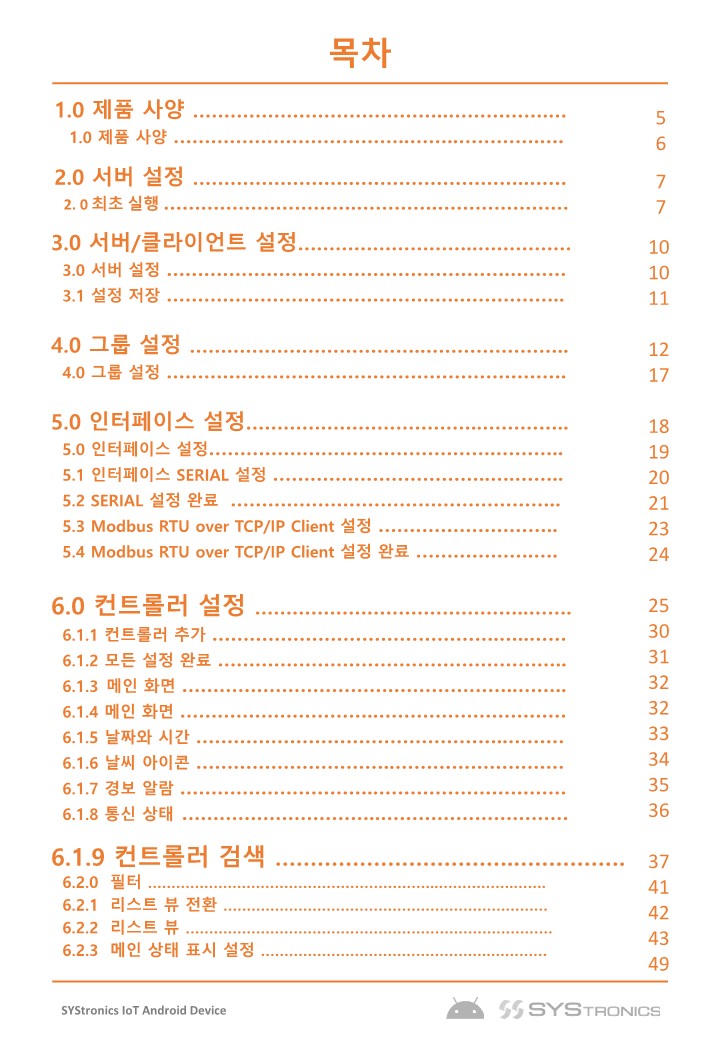 목차
1.0 제품 사양 ........................................................ 5
1.0 제품 사양 ........................................................ 6
2.0 서버 설정 ........................................................ 7
2. 0 최초 실행 ........................................................ 7
3.0 서버/클라이언트 설정........................................................ 10
3.0 서버 설정 ........................................................ 10
3.1 설정 저장 ........................................................ 11
4.0 그룹 설정 ........................................................ 12
4.0 그룹 설정 ........................................................ 17
5.0 인터페이스 설정........................................................ 18
5.0 인터페이스 설정........................................................ 19
5.1 인터페이스 SERIAL 설정 ........................................................ 20
5.2 SERIAL 설정 완료 ........................................................ 21
5.3 Modbus RTU over TCP/IP Client 설정 ................................ 23
5.4 Modbus RTU over TCP/IP Client 설정 완료 ........................ 24
6.0 컨트롤러 설정 ........................................................ 25
6.1.1 컨트롤러 추가 ........................................................ 30
6.1.2 모든 설정 완료 ........................................................ 31
6.1.3 메인 화면 ........................................................ 32
6.1.4 메인 화면 ........................................................ 32
6.1.5 날짜와 시간 ........................................................ 33
6.1.6 날씨 아이콘 ........................................................ 34
6.1.7 경보 알람 ........................................................ 35
6.1.8 통신 상태 ........................................................ 36
6.1.9 컨트롤러 검색 ........................................................ 37
6.2.0 필터 ........................................................ 41
6.2.1 리스트 뷰 전환 ........................................................ 42
6.2.2 리스트 뷰 ........................................................ 43
6.2.3 메인 상태 표시 설정 ........................................................ 49
SYStronics IoT Android Device
SYSTRONICS